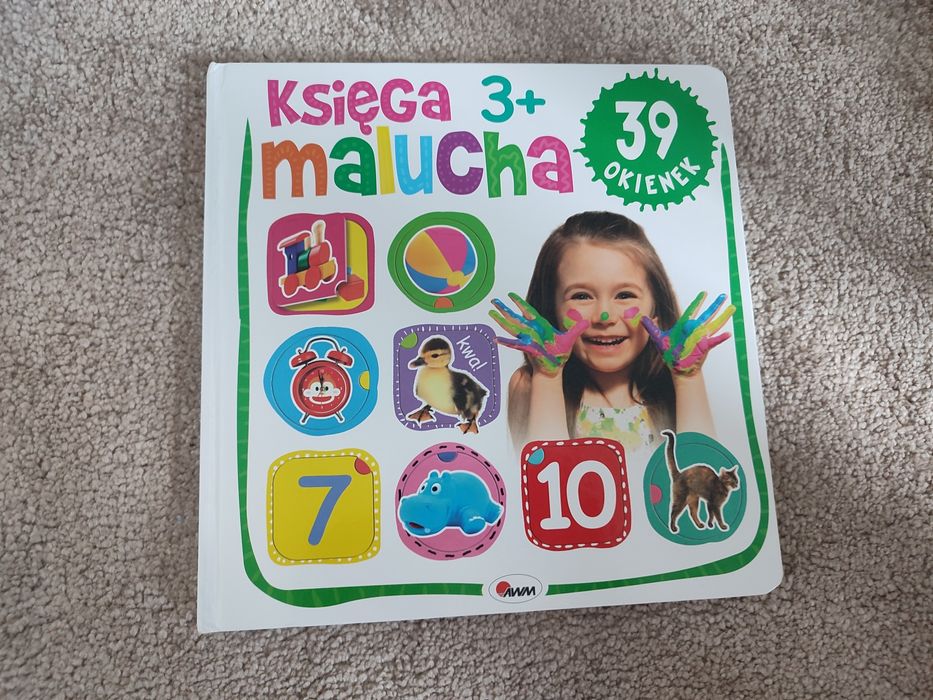 Księga 3+
malucha
39
OKIENEK
kwa!
7
10
AWM